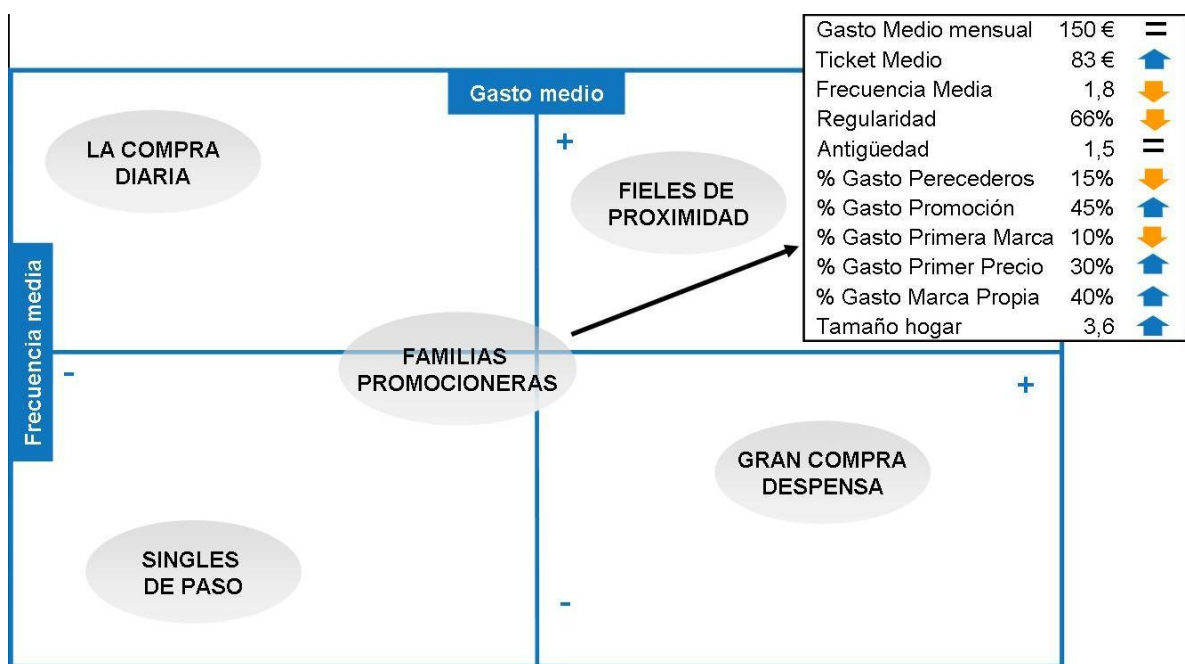 Gasto Medio mensual 150 € =
Ticket Medio 83 €
Frecuencia Media 1,8
Regularidad 66%
Antigüedad 1,5 =
% Gasto Perecederos 15%
% Gasto Promoción 45%
% Gasto Primera Marca 10%
% Gasto Primer Precio 30%
% Gasto Marca Propia 40%
Tamaño hogar 3,6
Gasto medio
+
LA COMPRA
DIARIA
FIELES DE
PROXIMIDAD
Frecuencia media
-
FAMILIAS
PROMOCIONERAS
+
GRAN COMPRA
DESPENSA
SINGLES
DE PASO
-